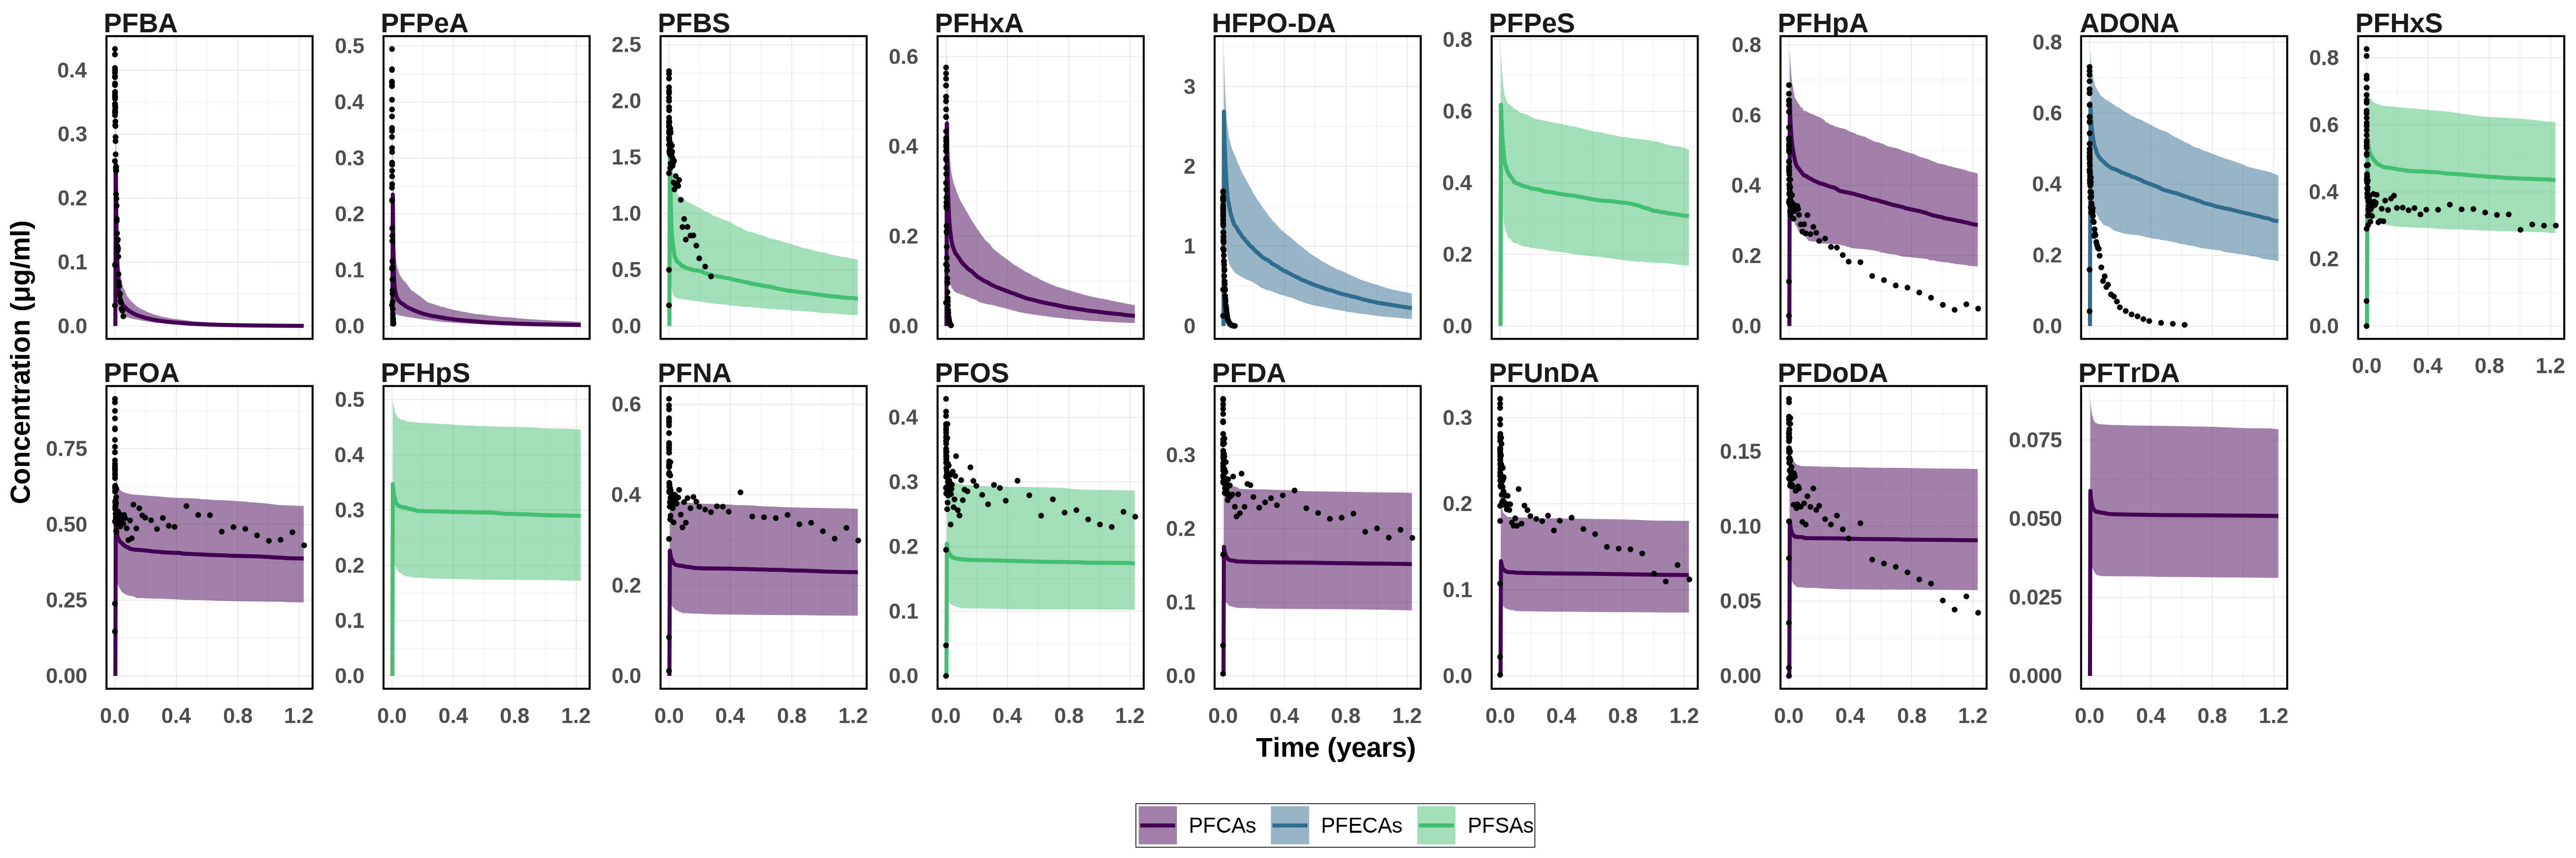 PFBA PFPeA PFBS PFHxA HFPO-DA PFPeS PFHpA ADONA PFHxS
0.4 0.3 0.2 0.1 0.0
0.5 0.4 0.3 0.2 0.1 0.0
2.5 2.0 1.5 1.0 0.5 0.0
0.6 0.4 0.2 0.0
3 2 1 0
0.8 0.6 0.4 0.2 0.0
0.8 0.6 0.4 0.2 0.0
0.8 0.6 0.4 0.2 0.0
0.8 0.6 0.4 0.2 0.0
0.0 0.4 0.8 1.2
Concentration (µg/ml)
PFOA PFHpS PFNA PFOS PFDA PFUnDA PFDoDA PFTrDA
0.75 0.50 0.25 0.00
0.5 0.4 0.3 0.2 0.1 0.0
0.6 0.4 0.2 0.0
0.4 0.3 0.2 0.1 0.0
0.3 0.2 0.1 0.0
0.3 0.2 0.1 0.0
0.15 0.10 0.05 0.00
0.075 0.050 0.025 0.000
0.0 0.4 0.8 1.2 0.0 0.4 0.8 1.2 0.0 0.4 0.8 1.2 0.0 0.4 0.8 1.2 0.0 0.4 0.8 1.2 0.0 0.4 0.8 1.2 0.0 0.4 0.8 1.2 0.0 0.4 0.8 1.2
Time (years)
PFCAs PFECAs PFSAs